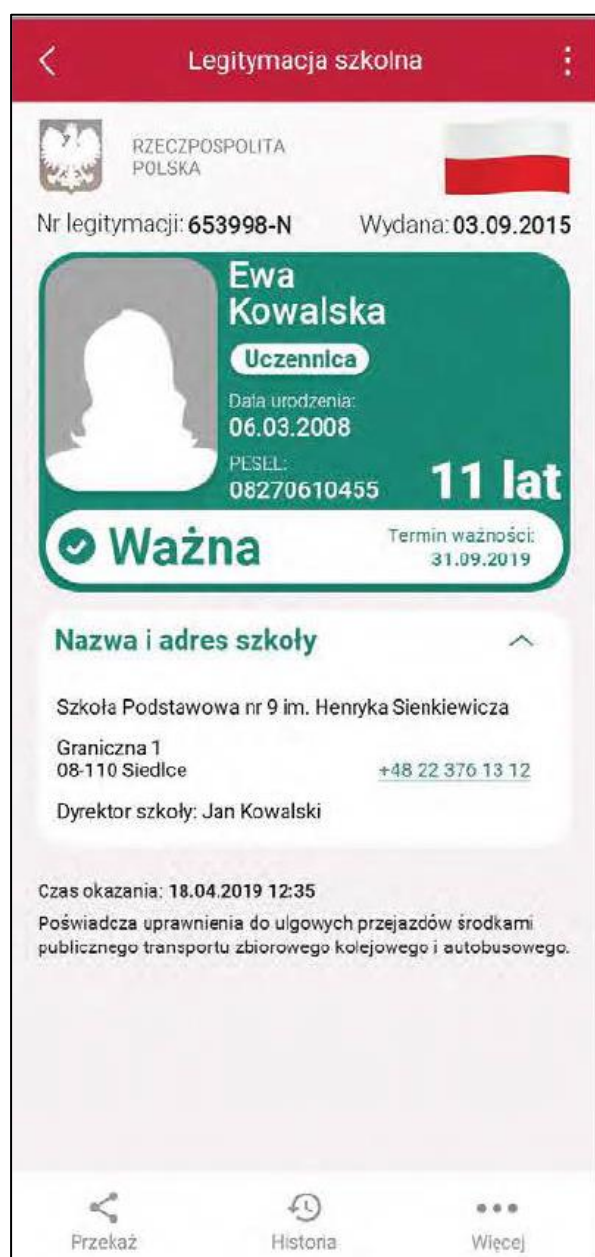 Legitymacja szkolna
RZECZPOSPOLITA
POLSKA
Nr legitymacji: 653998-N Wydana: 03.09.2015
Ewa
Kowalska
Uczennica
Data urodzenia:
06.03.2008
PESEL:
08270610455
11 lat
Ważna
Termin ważności:
31.09.2019
Nazwa i adres szkoły
Szkoła Podstawowa nr 9 im. Henryka Sienkiewicza
Graniczna 1
08-110 Siedlce +48 22 376 13 12
Dyrektor szkoły: Jan Kowalski
Czas okazania: 18.04.2019 12:35
Poświadcza uprawnienia do ulgowych przejazdów środkami
publicznego transportu zbiorowego kolejowego i autobusowego.
Przekaż Historia Więcej